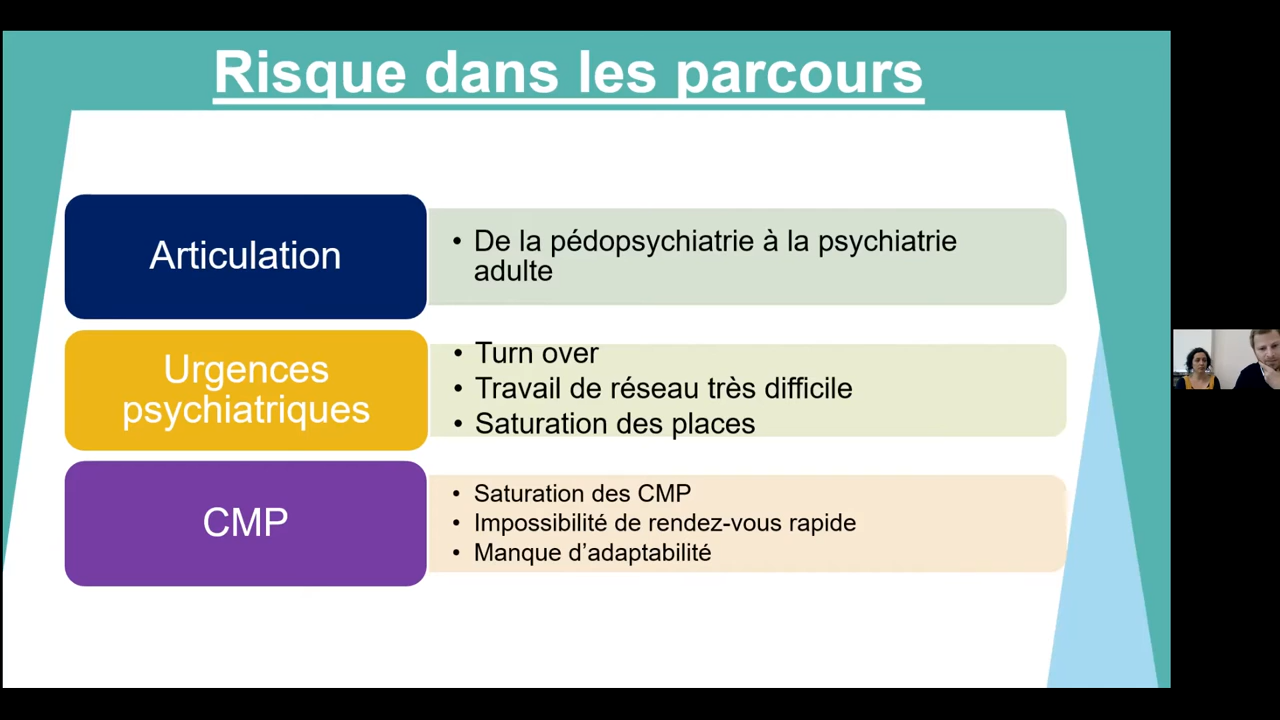 Risque dans les parcours
Articulation
• De la pédopsychiatrie à la psychiatrie
adulte
Urgences
psychiatriques
• Turn over
• Travail de réseau très difficile
• Saturation des places
CMP
• Saturation des CMP
• Impossibilité de rendez-vous rapide
• Manque d’adaptabilité